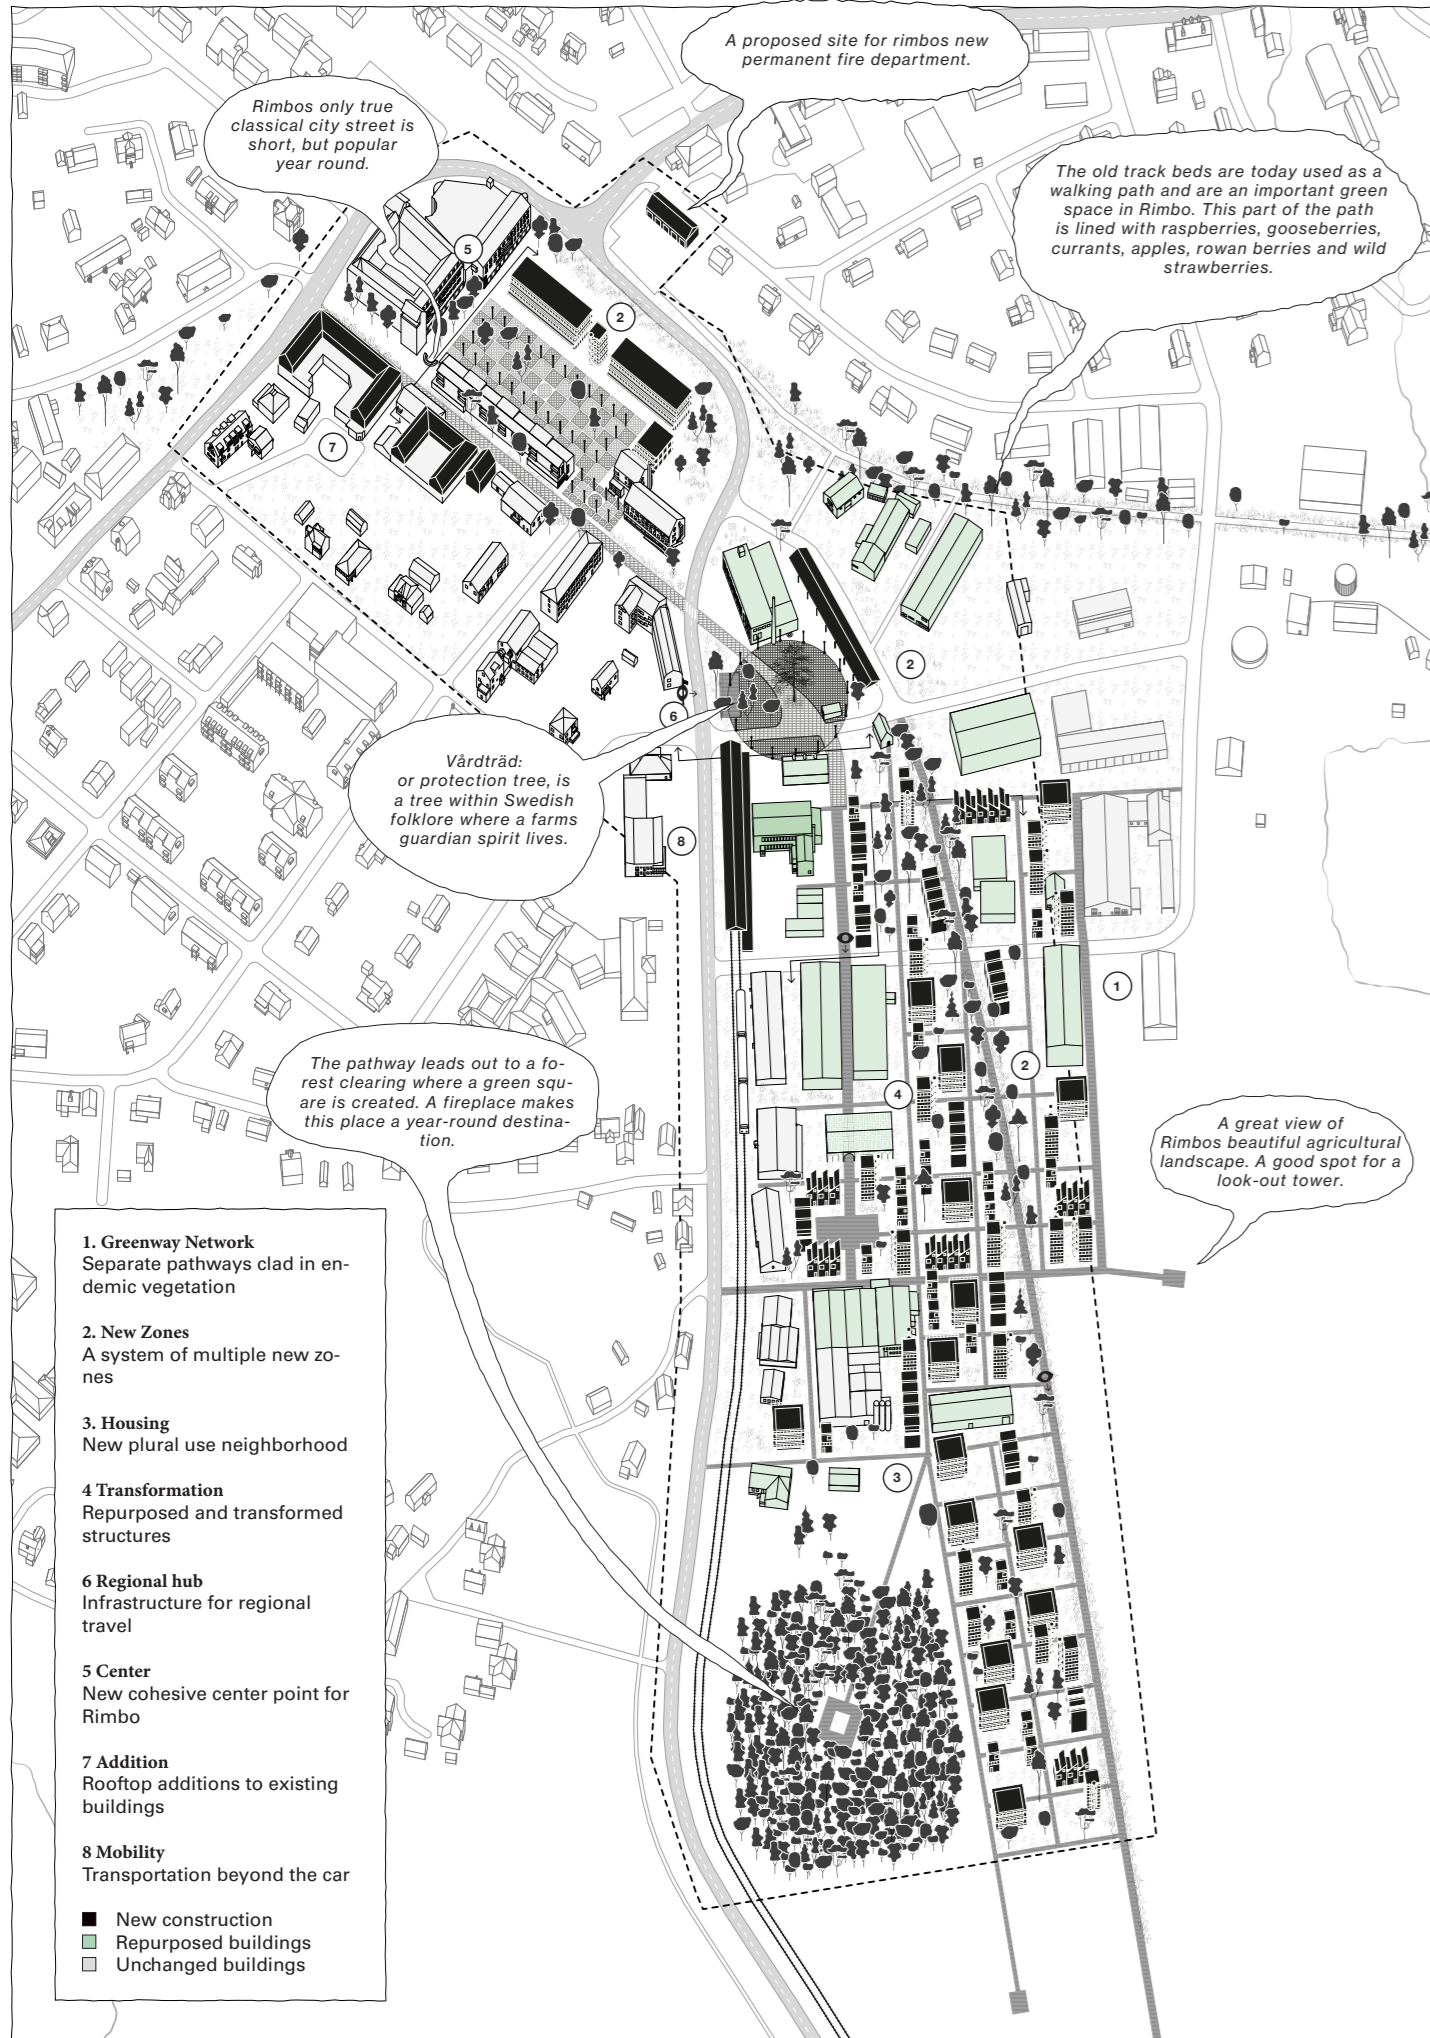 A proposed site for rimbos new
permanent fire department.
Rimbos only true
classical city street is
short, but popular
year round.
The old track beds are today used as a
walking path and are an important green
space in Rimbo. This part of the path
is lined with raspberries, gooseberries,
currants, apples, rowan berries and wild
strawberries.
5
2
7
2
6
Vårdträd:
or protection tree, is
a tree within Swedish
folklore where a farms
guardian spirit lives.
8
1
2
4
The pathway leads out to a fo-
rest clearing where a green squ-
are is created. A fireplace makes
this place a year-round destina-
tion.
A great view of
Rimbos beautiful agricultural
landscape. A good spot for a
look-out tower.
3
1. Greenway Network
Separate pathways clad in en-
demic vegetation
2. New Zones
A system of multiple new zo-
nes
3. Housing
New plural use neighborhood
4 Transformation
Repurposed and transformed
structures
6 Regional hub
Infrastructure for regional
travel
5 Center
New cohesive center point for
Rimbo
7 Addition
Rooftop additions to existing
buildings
8 Mobility
Transportation beyond the car
New construction
Repurposed buildings
Unchanged buildings